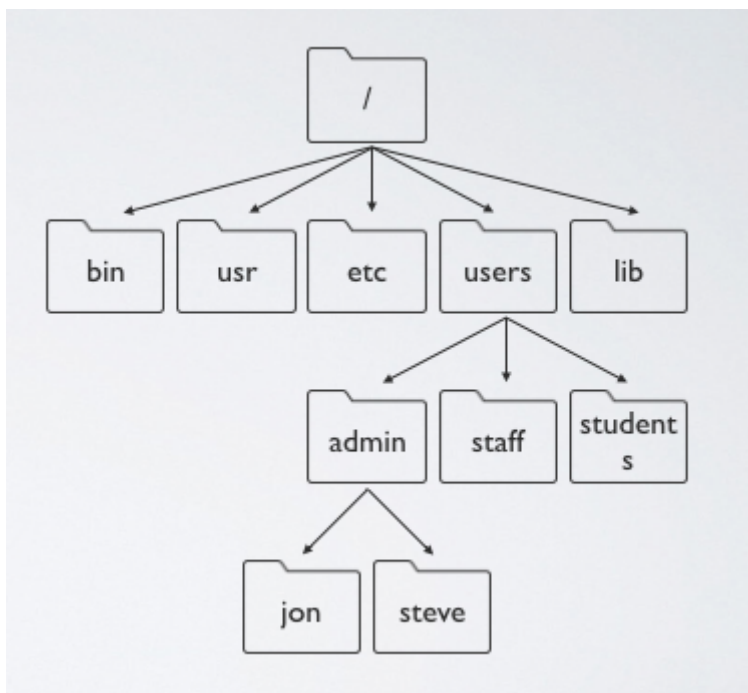 /
bin
usr
etc
users
lib
admin
staff
student
s
jon
steve